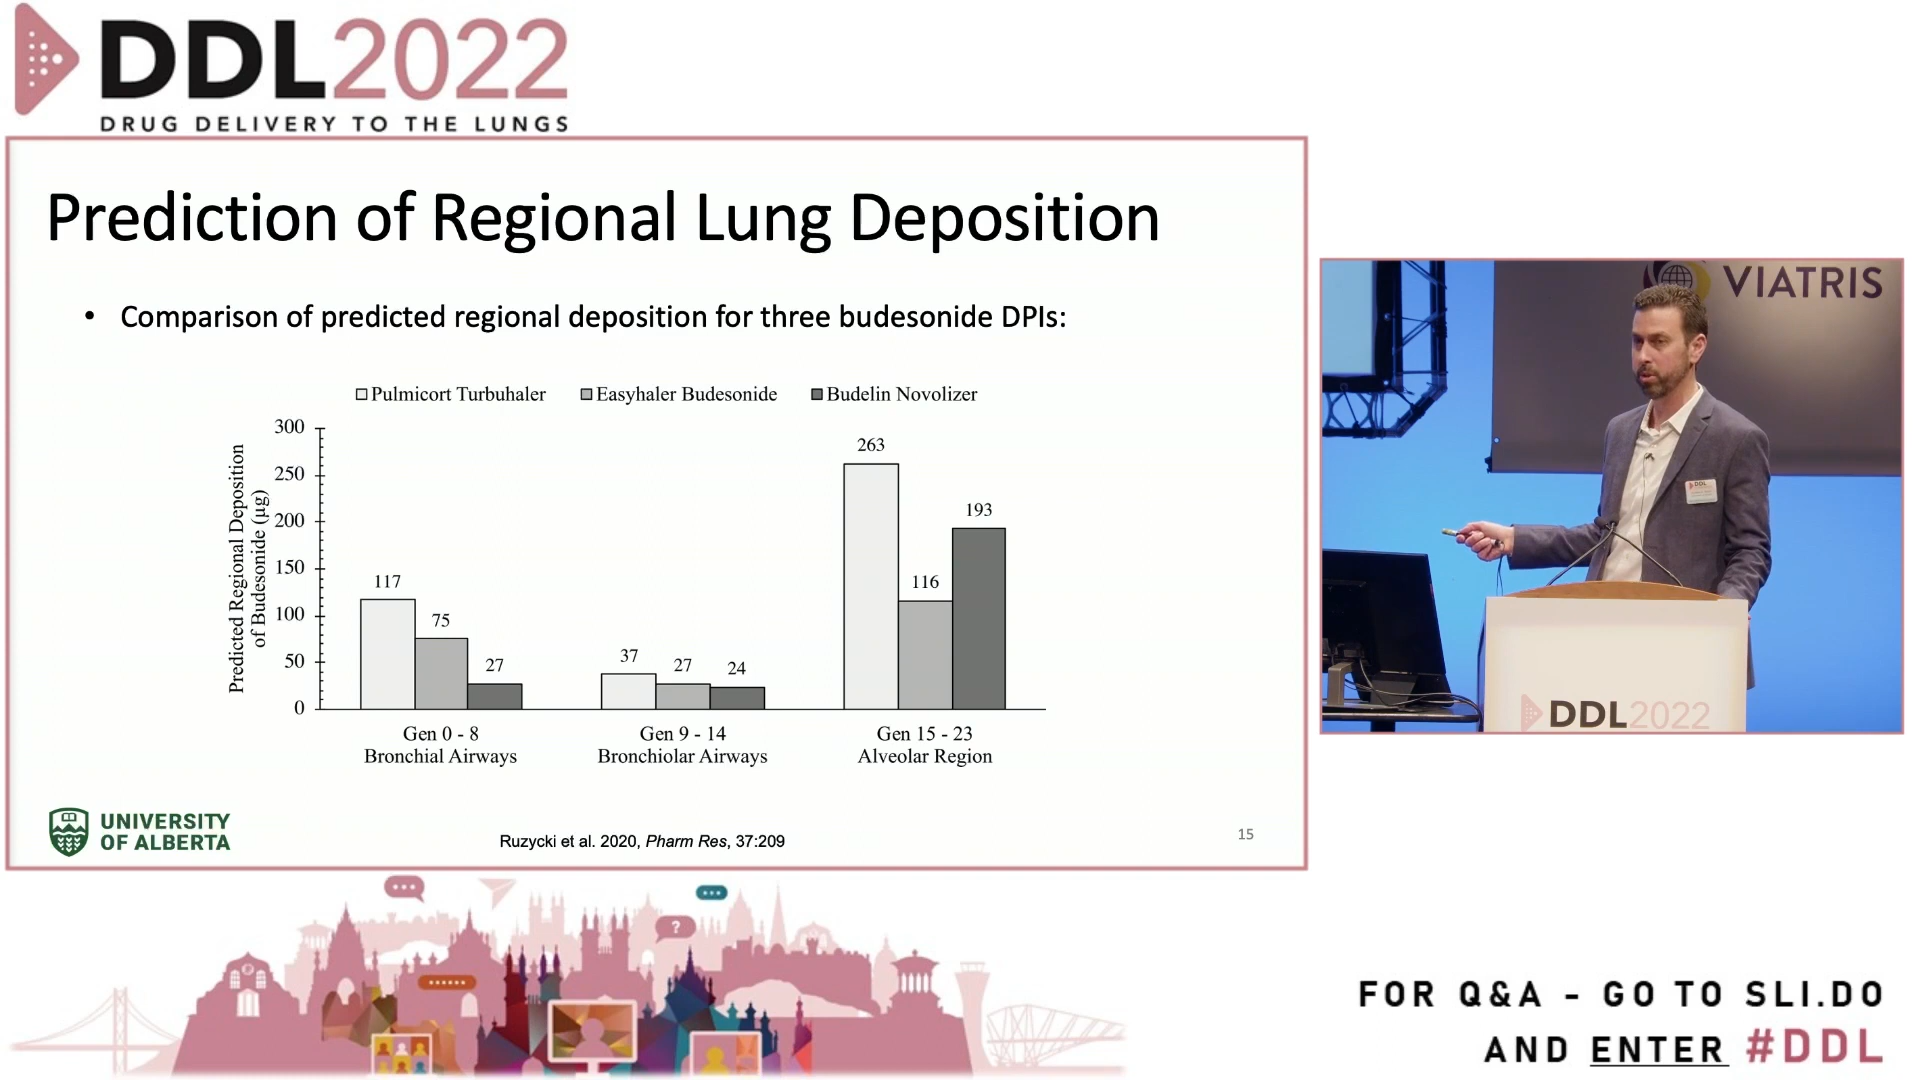 DDL2022
DRUG DELIVERY TO THE LUNGS
Prediction of Regional Lung Deposition
• Comparison of predicted regional deposition for three budesonide DPIs:
Pulmicort Turbuhaler
Easyhaler Budesonide
Budelin Novolizer
Predicted Regional Deposition
of Budesonide (µg)
300
250
200
150
100
50
0
117
75
27
37
27
24
263
116
193
Gen 0 - 8
Bronchial Airways
Gen 9 - 14
Bronchiolar Airways
Gen 15 - 23
Alveolar Region
UNIVERSITY
OF ALBERTA
Ruzycki et al. 2020, Pharm Res, 37:209
15
VIATRIS
DDL
DDL2022
?
FOR Q&A - GO TO SLI.DO
AND ENTER #DDL